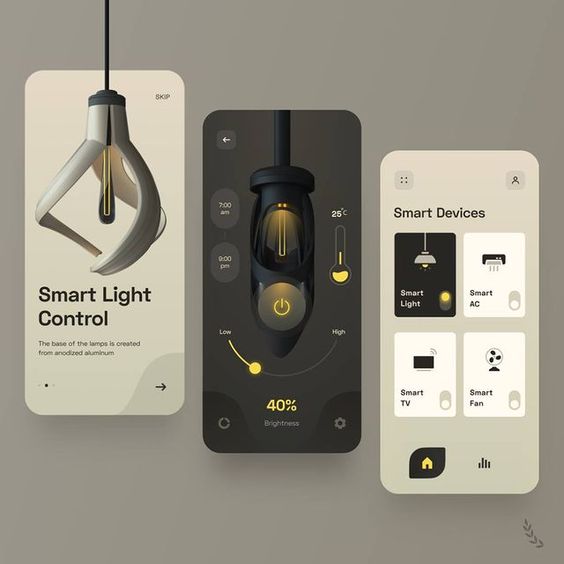 SKIP
Smart Light
Control
The base of the lamps is created
from anodized aluminum
7:00
am
9:00
pm
25°C
Low
High
40%
Brightness
Smart Devices
Smart
Light
Smart
AC
Smart
TV
Smart
Fan